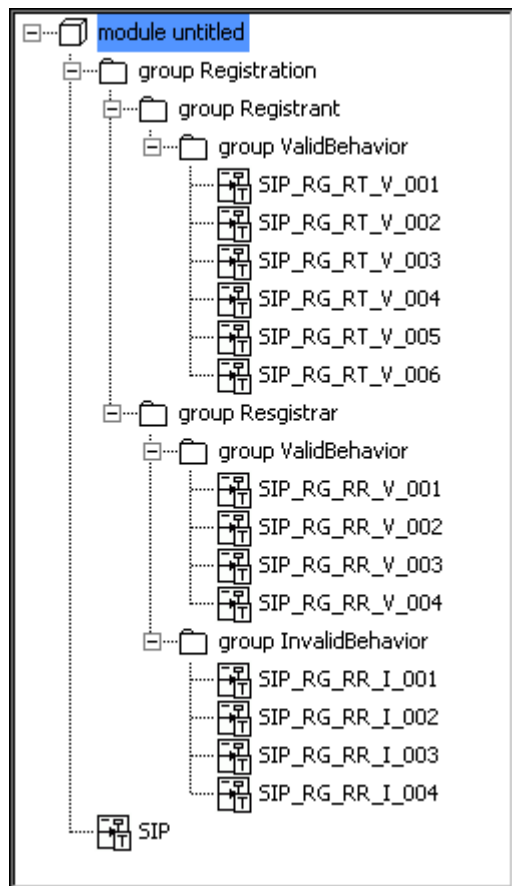 module untitled
group Registration
group Registrant
group ValidBehavior
SIP_RG_RT_V_001
SIP_RG_RT_V_002
SIP_RG_RT_V_003
SIP_RG_RT_V_004
SIP_RG_RT_V_005
SIP_RG_RT_V_006
group Resgistrar
group ValidBehavior
SIP_RG_RR_V_001
SIP_RG_RR_V_002
SIP_RG_RR_V_003
SIP_RG_RR_V_004
group InvalidBehavior
SIP_RG_RR_I_001
SIP_RG_RR_I_002
SIP_RG_RR_I_003
SIP_RG_RR_I_004
SIP